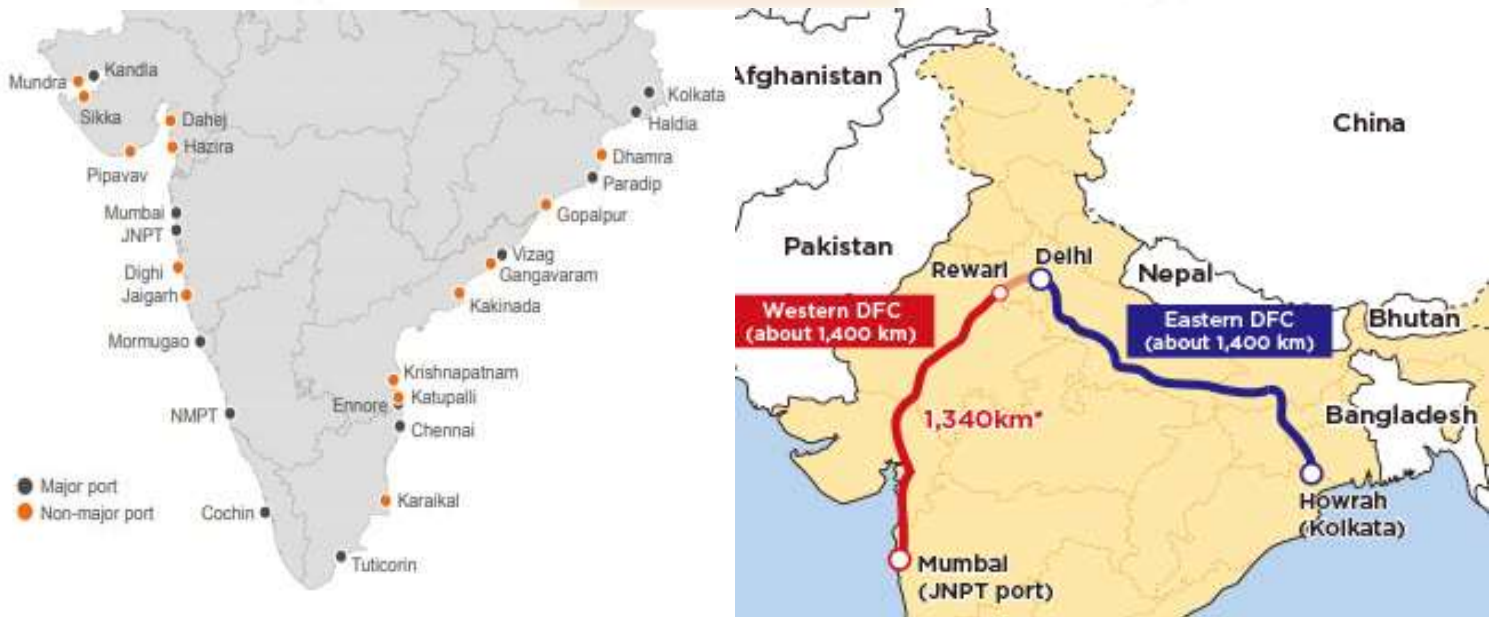 Mundra
Kandla
Sikka
Dahej
Hazira
Pipavav
Mumbai
JNPT
Dighi
Jaigarh
Mormugao
NMPT
Cochin
Tuticorin
Karaikal
Chennai
Ennore
Katupalli
Krishnapatnam
Kakinada
Gangavaram
Vizag
Gopalpur
Paradip
Dhamra
Haldia
Kolkata
Major port
Non-major port
Afghanistan
China
Pakistan
Rewari
Delhi
Nepal
Western DFC
(about 1,400 km)
Eastern DFC
(about 1,400 km)
Bhutan
Bangladesh
1,340km*
Howrah
(Kolkata)
Mumbai
(JNPT port)